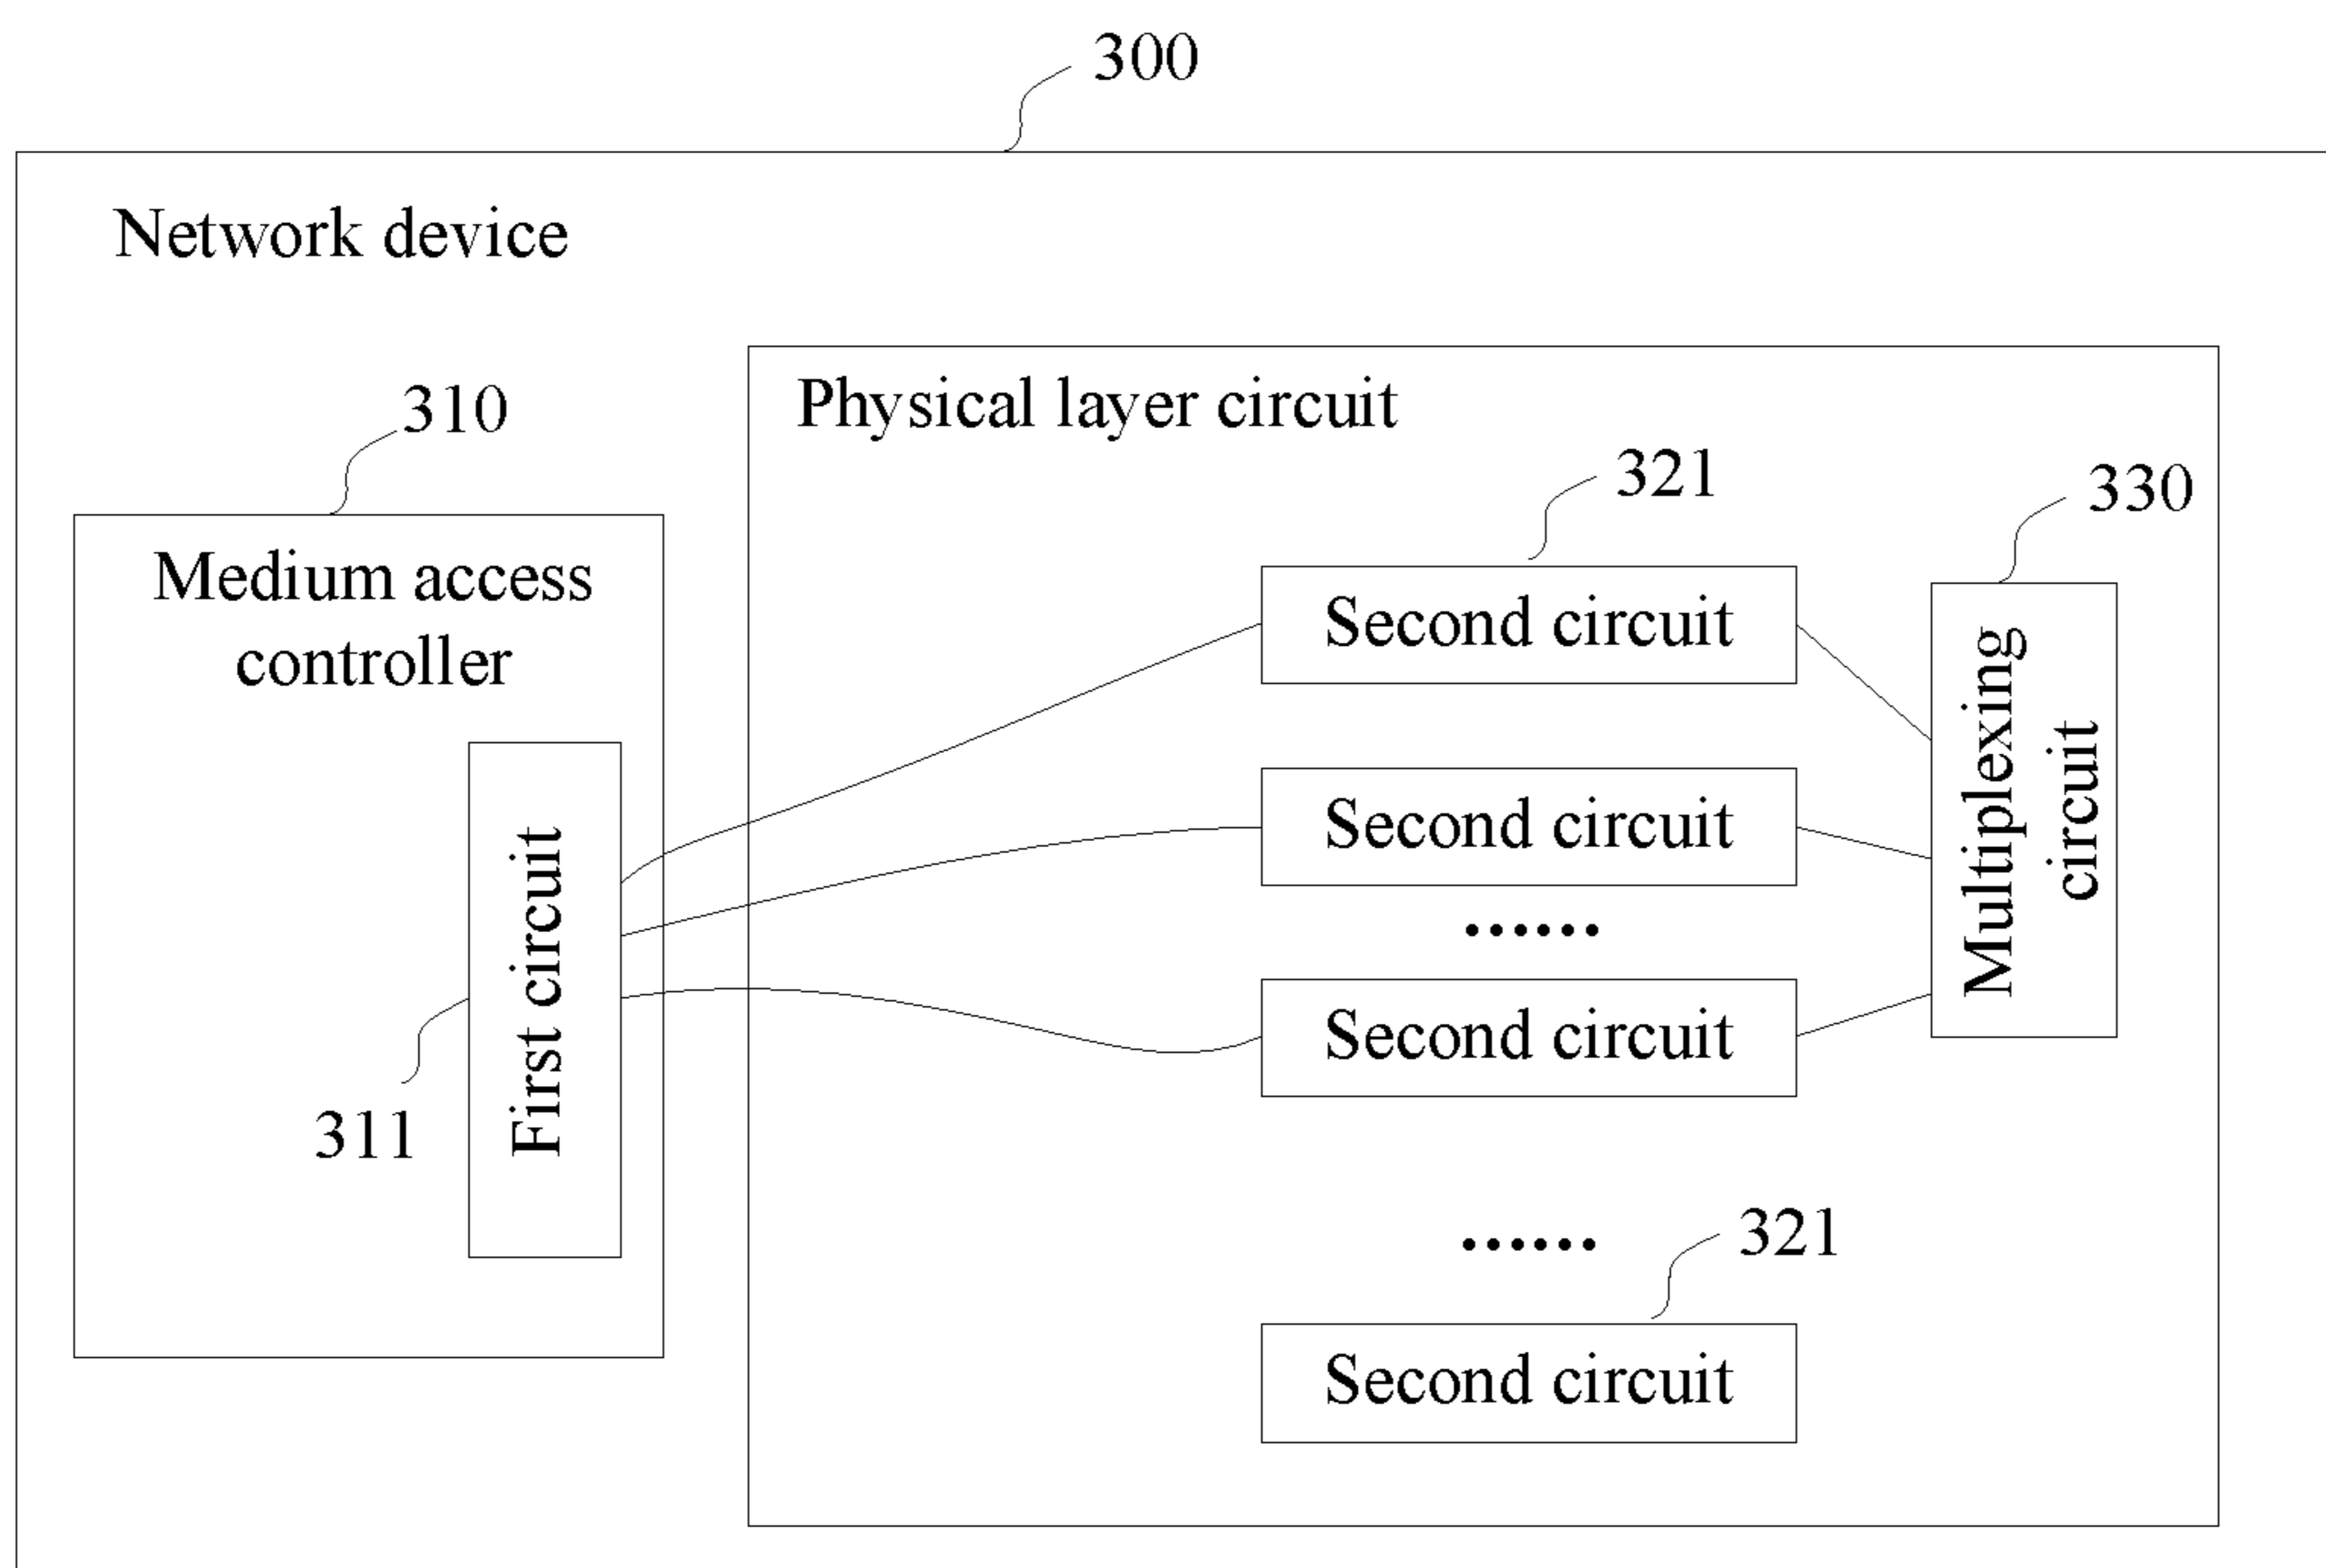 300
Network device
310
Physical layer circuit
321
330
Medium access
controller
Second circuit
Multiplexing
circuit
Second circuit
......
First circuit
Second circuit
311
......
321
Second circuit